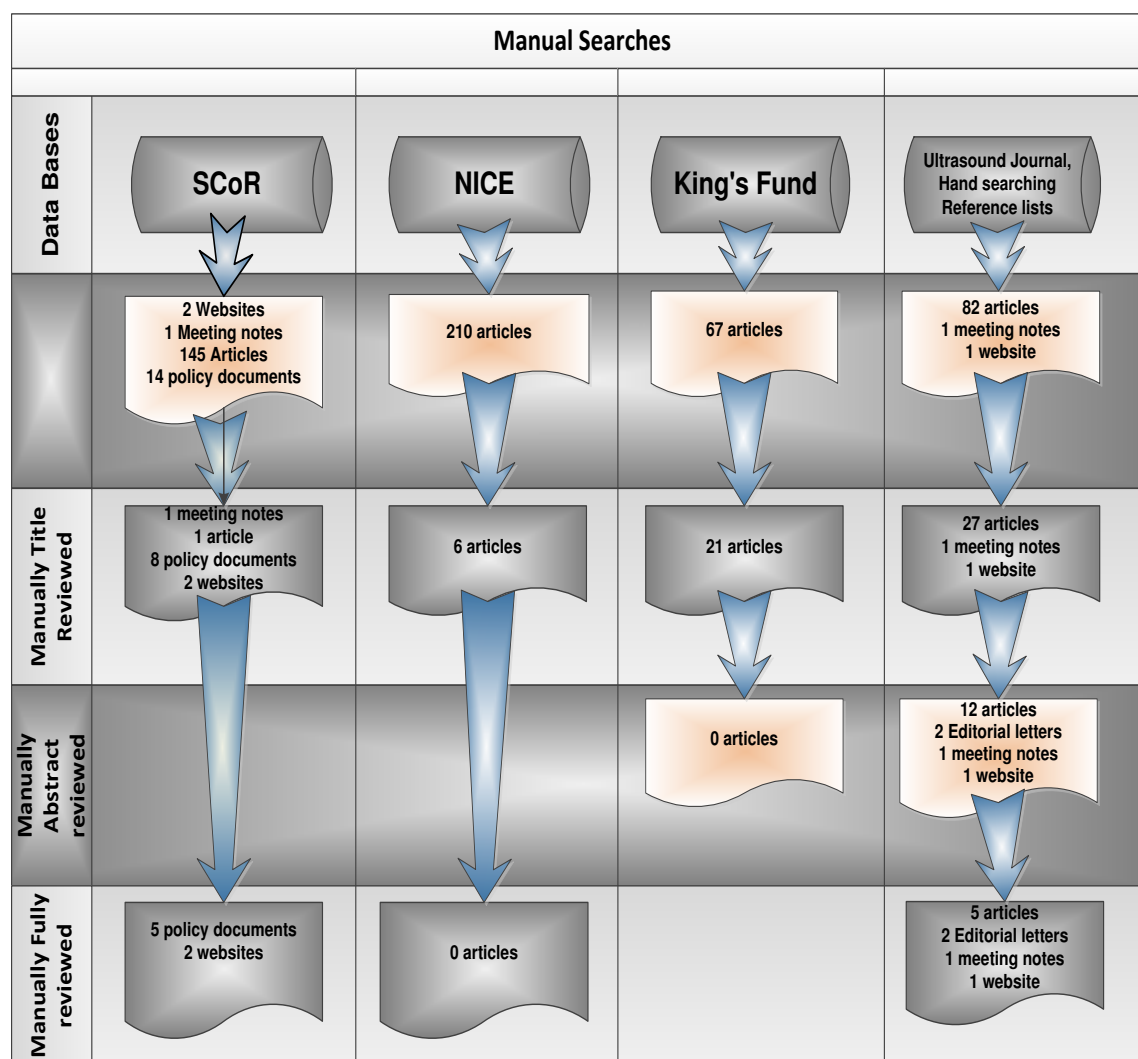 Manual Searches
Data Bases
SCoR
NICE
King's Fund
Ultrasound Journal,
Hand searching
Reference lists
2 Websites
1 Meeting notes
145 Articles
14 policy documents
210 articles
67 articles
82 articles
1 meeting notes
1 website
Manually Title
Reviewed
1 meeting notes
1 article
8 policy documents
2 websites
6 articles
21 articles
27 articles
1 meeting notes
1 website
Manually
Abstract
reviewed
0 articles
12 articles
2 Editorial letters
1 meeting notes
1 website
Manually Fully
reviewed
5 policy documents
2 websites
0 articles
5 articles
2 Editorial letters
1 meeting notes
1 website